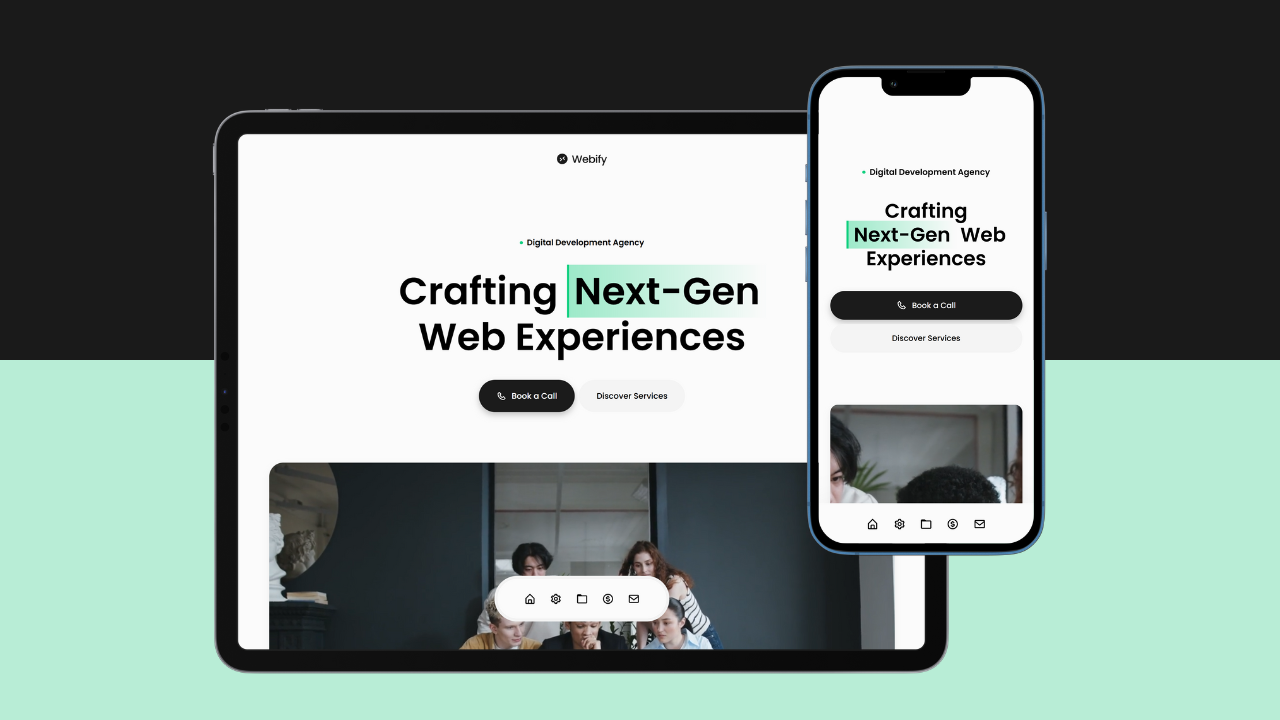 Webify
Digital Development Agency
Crafting Next-Gen
Web Experiences
Book a Call
Discover Services
Digital Development Agency
Crafting
Next-Gen Web
Experiences
Book a Call
Discover Services